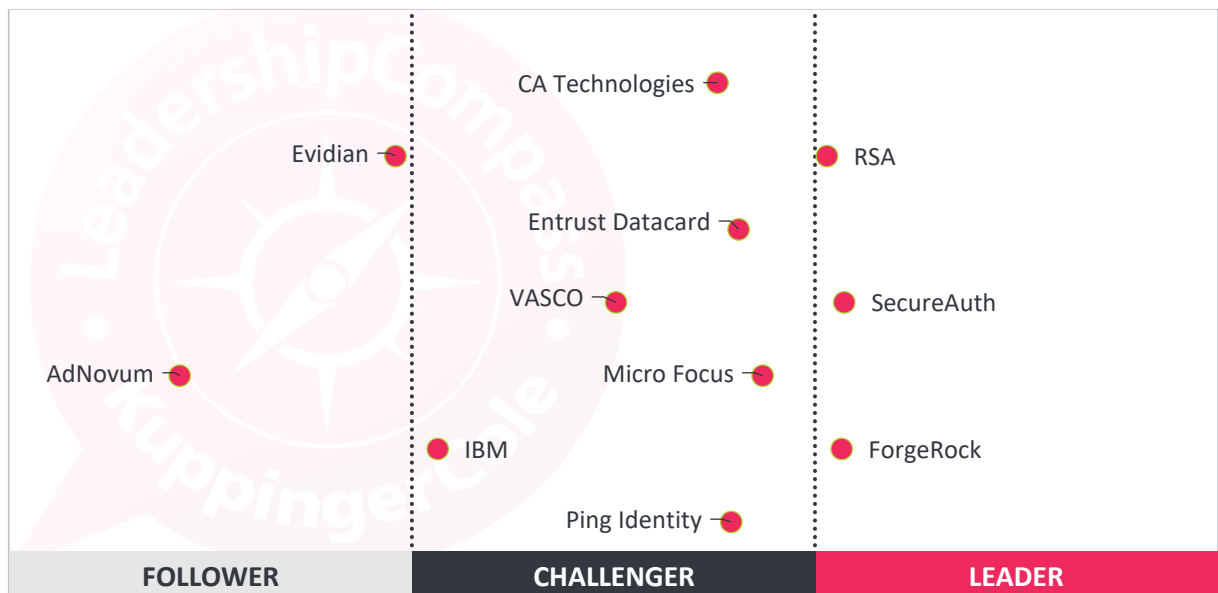 LeadershipCompass
KuppingerCole
CA Technologies
Evidian
RSA
Entrust Datacard
VASCO
SecureAuth
AdNovum
Micro Focus
IBM
ForgeRock
Ping Identity
FOLLOWER
CHALLENGER
LEADER